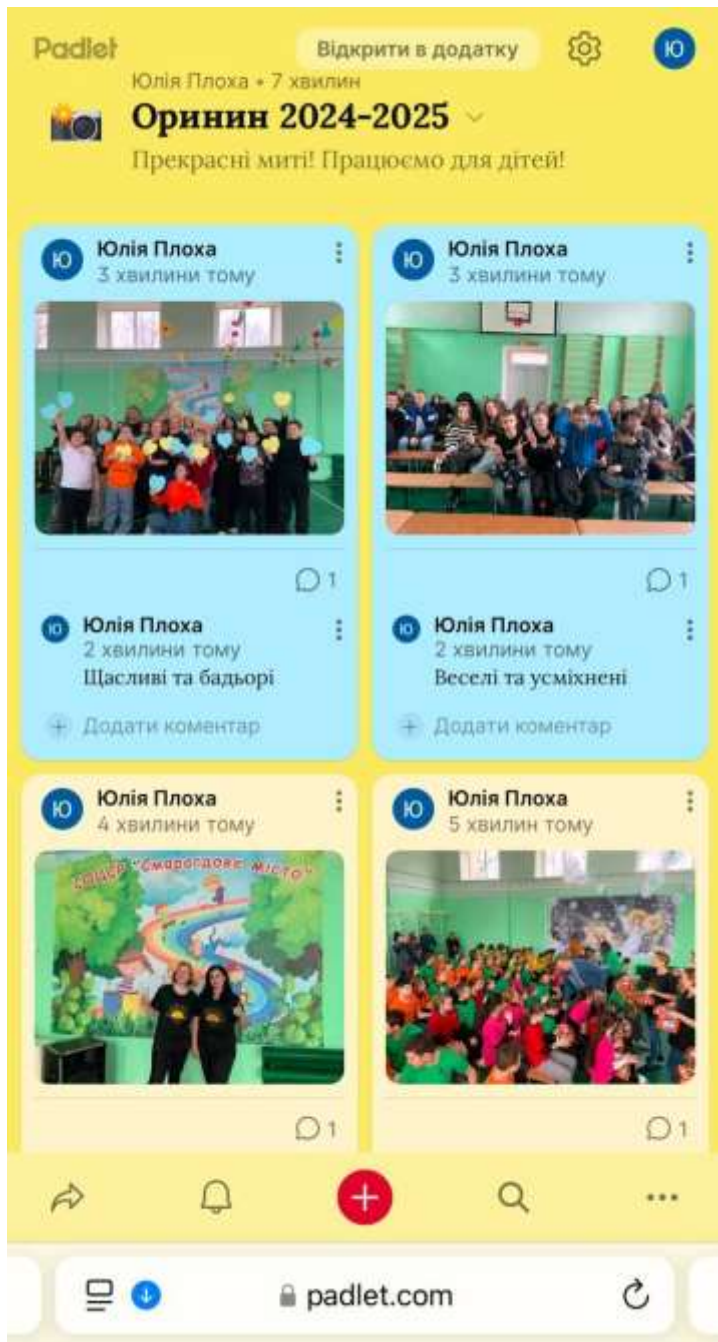 Padlet
Відкрити в додатку
Ю
Юлія Плоха • 7 хвилин
Оринин 2024-2025
Прекрасні миті! Працюємо для дітей!
Ю
Юлія Плоха
3 хвилини тому
1
Ю
Юлія Плоха
2 хвилини тому
Щасливі та бадьорі
+ Додати коментар
Ю
Юлія Плоха
3 хвилини тому
1
Ю
Юлія Плоха
2 хвилини тому
Веселі та усміхнені
+ Додати коментар
Ю
Юлія Плоха
4 хвилини тому
"Смарагдове місто"
1
Ю
Юлія Плоха
5 хвилин тому
1
padlet.com